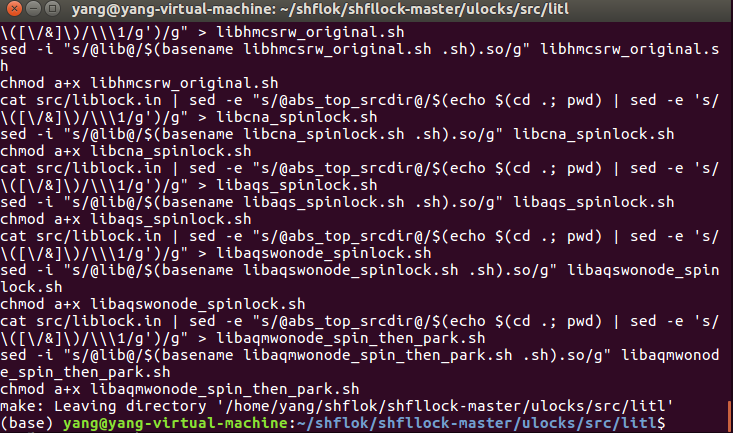 yang@yang-virtual-machine: ~/shflok/shfllock-master/ulocks/src/litl
\([\/&]\)/\\\1/g')/g" > libhmcsrw_original.sh
sed -i "s/@lib@/$(basename libhmcsrw_original.sh .sh).so/g" libhmcsrw_original.s
h
chmod a+x libhmcsrw_original.sh
cat src/liblock.in | sed -e "s/@abs_top_srcdir@/$(echo $(cd .; pwd) | sed -e 's/
\([\/&]\)/\\\1/g')/g" > libcna_spinlock.sh
sed -i "s/@lib@/$(basename libcna_spinlock.sh .sh).so/g" libcna_spinlock.sh
chmod a+x libcna_spinlock.sh
cat src/liblock.in | sed -e "s/@abs_top_srcdir@/$(echo $(cd .; pwd) | sed -e 's/
\([\/&]\)/\\\1/g')/g" > libaqs_spinlock.sh
sed -i "s/@lib@/$(basename libaqs_spinlock.sh .sh).so/g" libaqs_spinlock.sh
chmod a+x libaqs_spinlock.sh
cat src/liblock.in | sed -e "s/@abs_top_srcdir@/$(echo $(cd .; pwd) | sed -e 's/
\([\/&]\)/\\\1/g')/g" > libaqswonode_spinlock.sh
sed -i "s/@lib@/$(basename libaqswonode_spinlock.sh .sh).so/g" libaqswonode_spin
lock.sh
chmod a+x libaqswonode_spinlock.sh
cat src/liblock.in | sed -e "s/@abs_top_srcdir@/$(echo $(cd .; pwd) | sed -e 's/
\([\/&]\)/\\\1/g')/g" > libaqmwonode_spin_then_park.sh
sed -i "s/@lib@/$(basename libaqmwonode_spin_then_park.sh .sh).so/g" libaqmwonod
e_spin_then_park.sh
chmod a+x libaqmwonode_spin_then_park.sh
make: Leaving directory '/home/yang/shflok/shfllock-master/ulocks/src/litl'
(base) yang@yang-virtual-machine:~/shflok/shfllock-master/ulocks/src/litl$